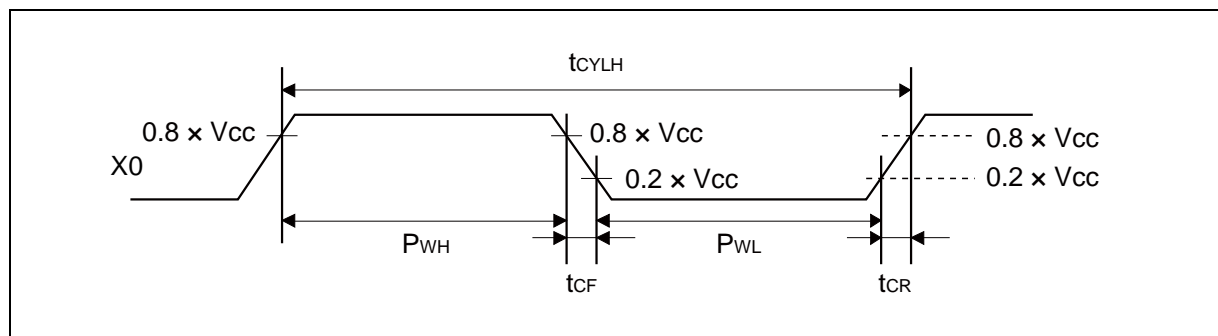 tCYLH
0.8 × Vcc
0.8 × Vcc
0.8 × Vcc
X0
0.2 × Vcc
0.2 × Vcc
PWH
PWL
tCF
tCR